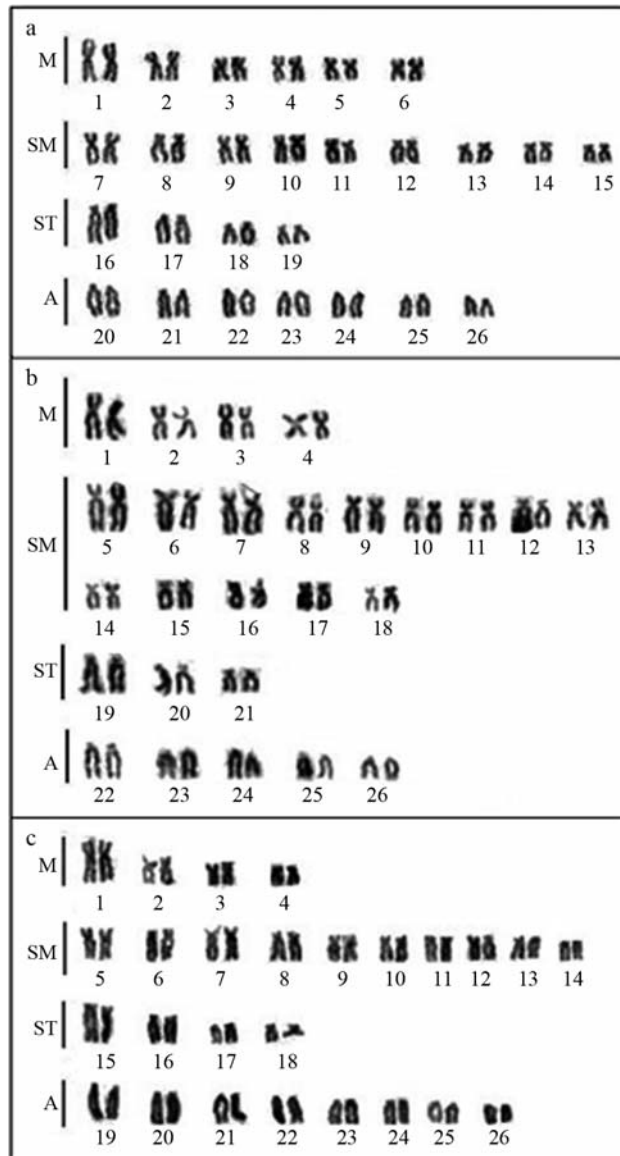 a
M
1 2 3 4 5 6
SM
7 8 9 10 11 12 13 14 15
ST
16 17 18 19
A
20 21 22 23 24 25 26
b
M
1 2 3 4
SM
5 6 7 8 9 10 11 12 13
14 15 16 17 18
ST
19 20 21
A
22 23 24 25 26
c
M
1 2 3 4
SM
5 6 7 8 9 10 11 12 13 14
ST
15 16 17 18
A
19 20 21 22 23 24 25 26